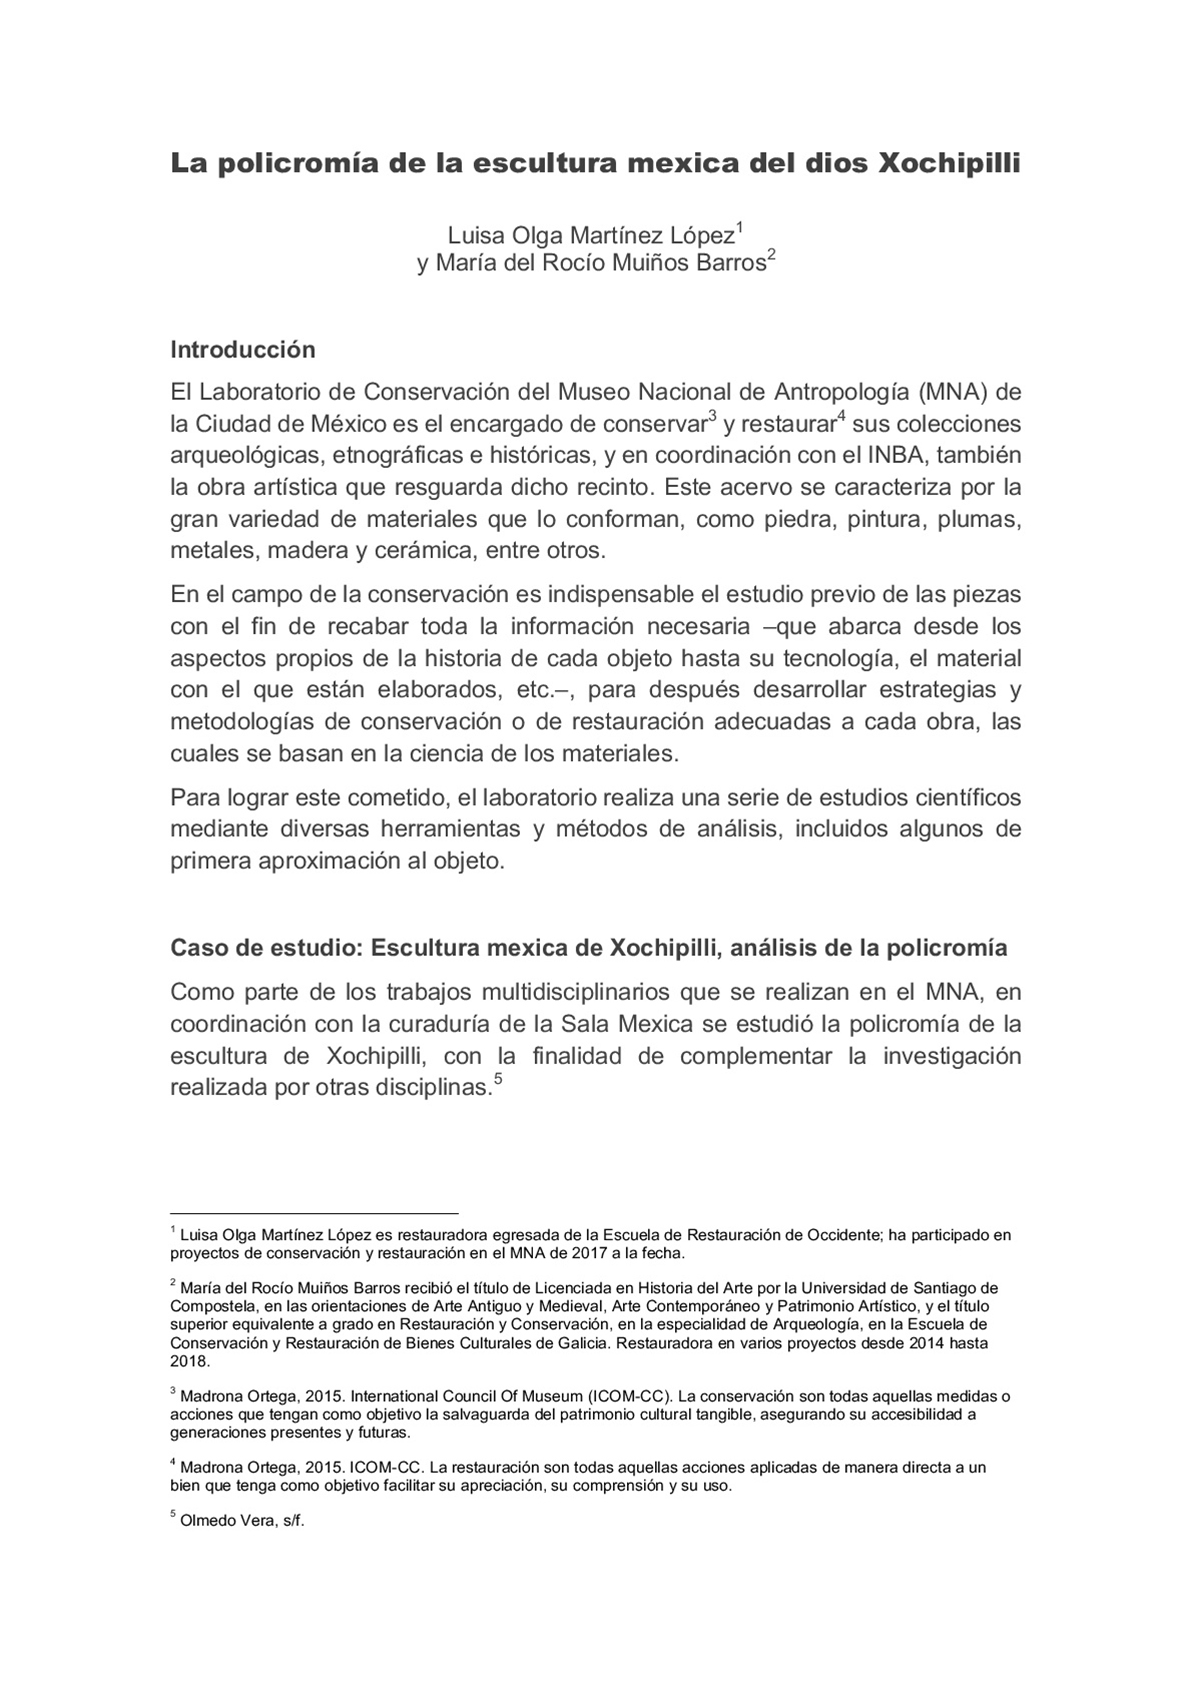 La policromía de la escultura mexica del dios Xochipilli
Luisa Olga Martínez López1
y María del Rocío Muiños Barros2
Introducción
El Laboratorio de Conservación del Museo Nacional de Antropología (MNA) de
la Ciudad de México es el encargado de conservar3 y restaurar4 sus colecciones
arqueológicas, etnográficas e históricas, y en coordinación con el INBA, también
la obra artística que resguarda dicho recinto. Este acervo se caracteriza por la
gran variedad de materiales que lo conforman, como piedra, pintura, plumas,
metales, madera y cerámica, entre otros.
En el campo de la conservación es indispensable el estudio previo de las piezas
con el fin de recabar toda la información necesaria –que abarca desde los
aspectos propios de la historia de cada objeto hasta su tecnología, el material
con el que están elaborados, etc.–, para después desarrollar estrategias y
metodologías de conservación o de restauración adecuadas a cada obra, las
cuales se basan en la ciencia de los materiales.
Para lograr este cometido, el laboratorio realiza una serie de estudios científicos
mediante diversas herramientas y métodos de análisis, incluidos algunos de
primera aproximación al objeto.
Caso de estudio: Escultura mexica de Xochipilli, análisis de la policromía
Como parte de los trabajos multidisciplinarios que se realizan en el MNA, en
coordinación con la curaduría de la Sala Mexica se estudió la policromía de la
escultura de Xochipilli, con la finalidad de complementar la investigación
realizada por otras disciplinas.5
1 Luisa Olga Martínez López es restauradora egresada de la Escuela de Restauración de Occidente; ha participado en
proyectos de conservación y restauración en el MNA de 2017 a la fecha.
2 María del Rocío Muiños Barros recibió el título de Licenciada en Historia del Arte por la Universidad de Santiago de
Compostela, en las orientaciones de Arte Antiguo y Medieval, Arte Contemporáneo y Patrimonio Artístico, y el título
superior equivalente a grado en Restauración y Conservación, en la especialidad de Arqueología, en la Escuela de
Conservación y Restauración de Bienes Culturales de Galicia. Restauradora en varios proyectos desde 2014 hasta
2018.
3 Madrona Ortega, 2015. International Council Of Museum (ICOM-CC). La conservación son todas aquellas medidas o
acciones que tengan como objetivo la salvaguarda del patrimonio cultural tangible, asegurando su accesibilidad a
generaciones presentes y futuras.
4 Madrona Ortega, 2015. ICOM-CC. La restauración son todas aquellas acciones aplicadas de manera directa a un
bien que tenga como objetivo facilitar su apreciación, su comprensión y su uso.
5 Olmedo Vera, s/f.